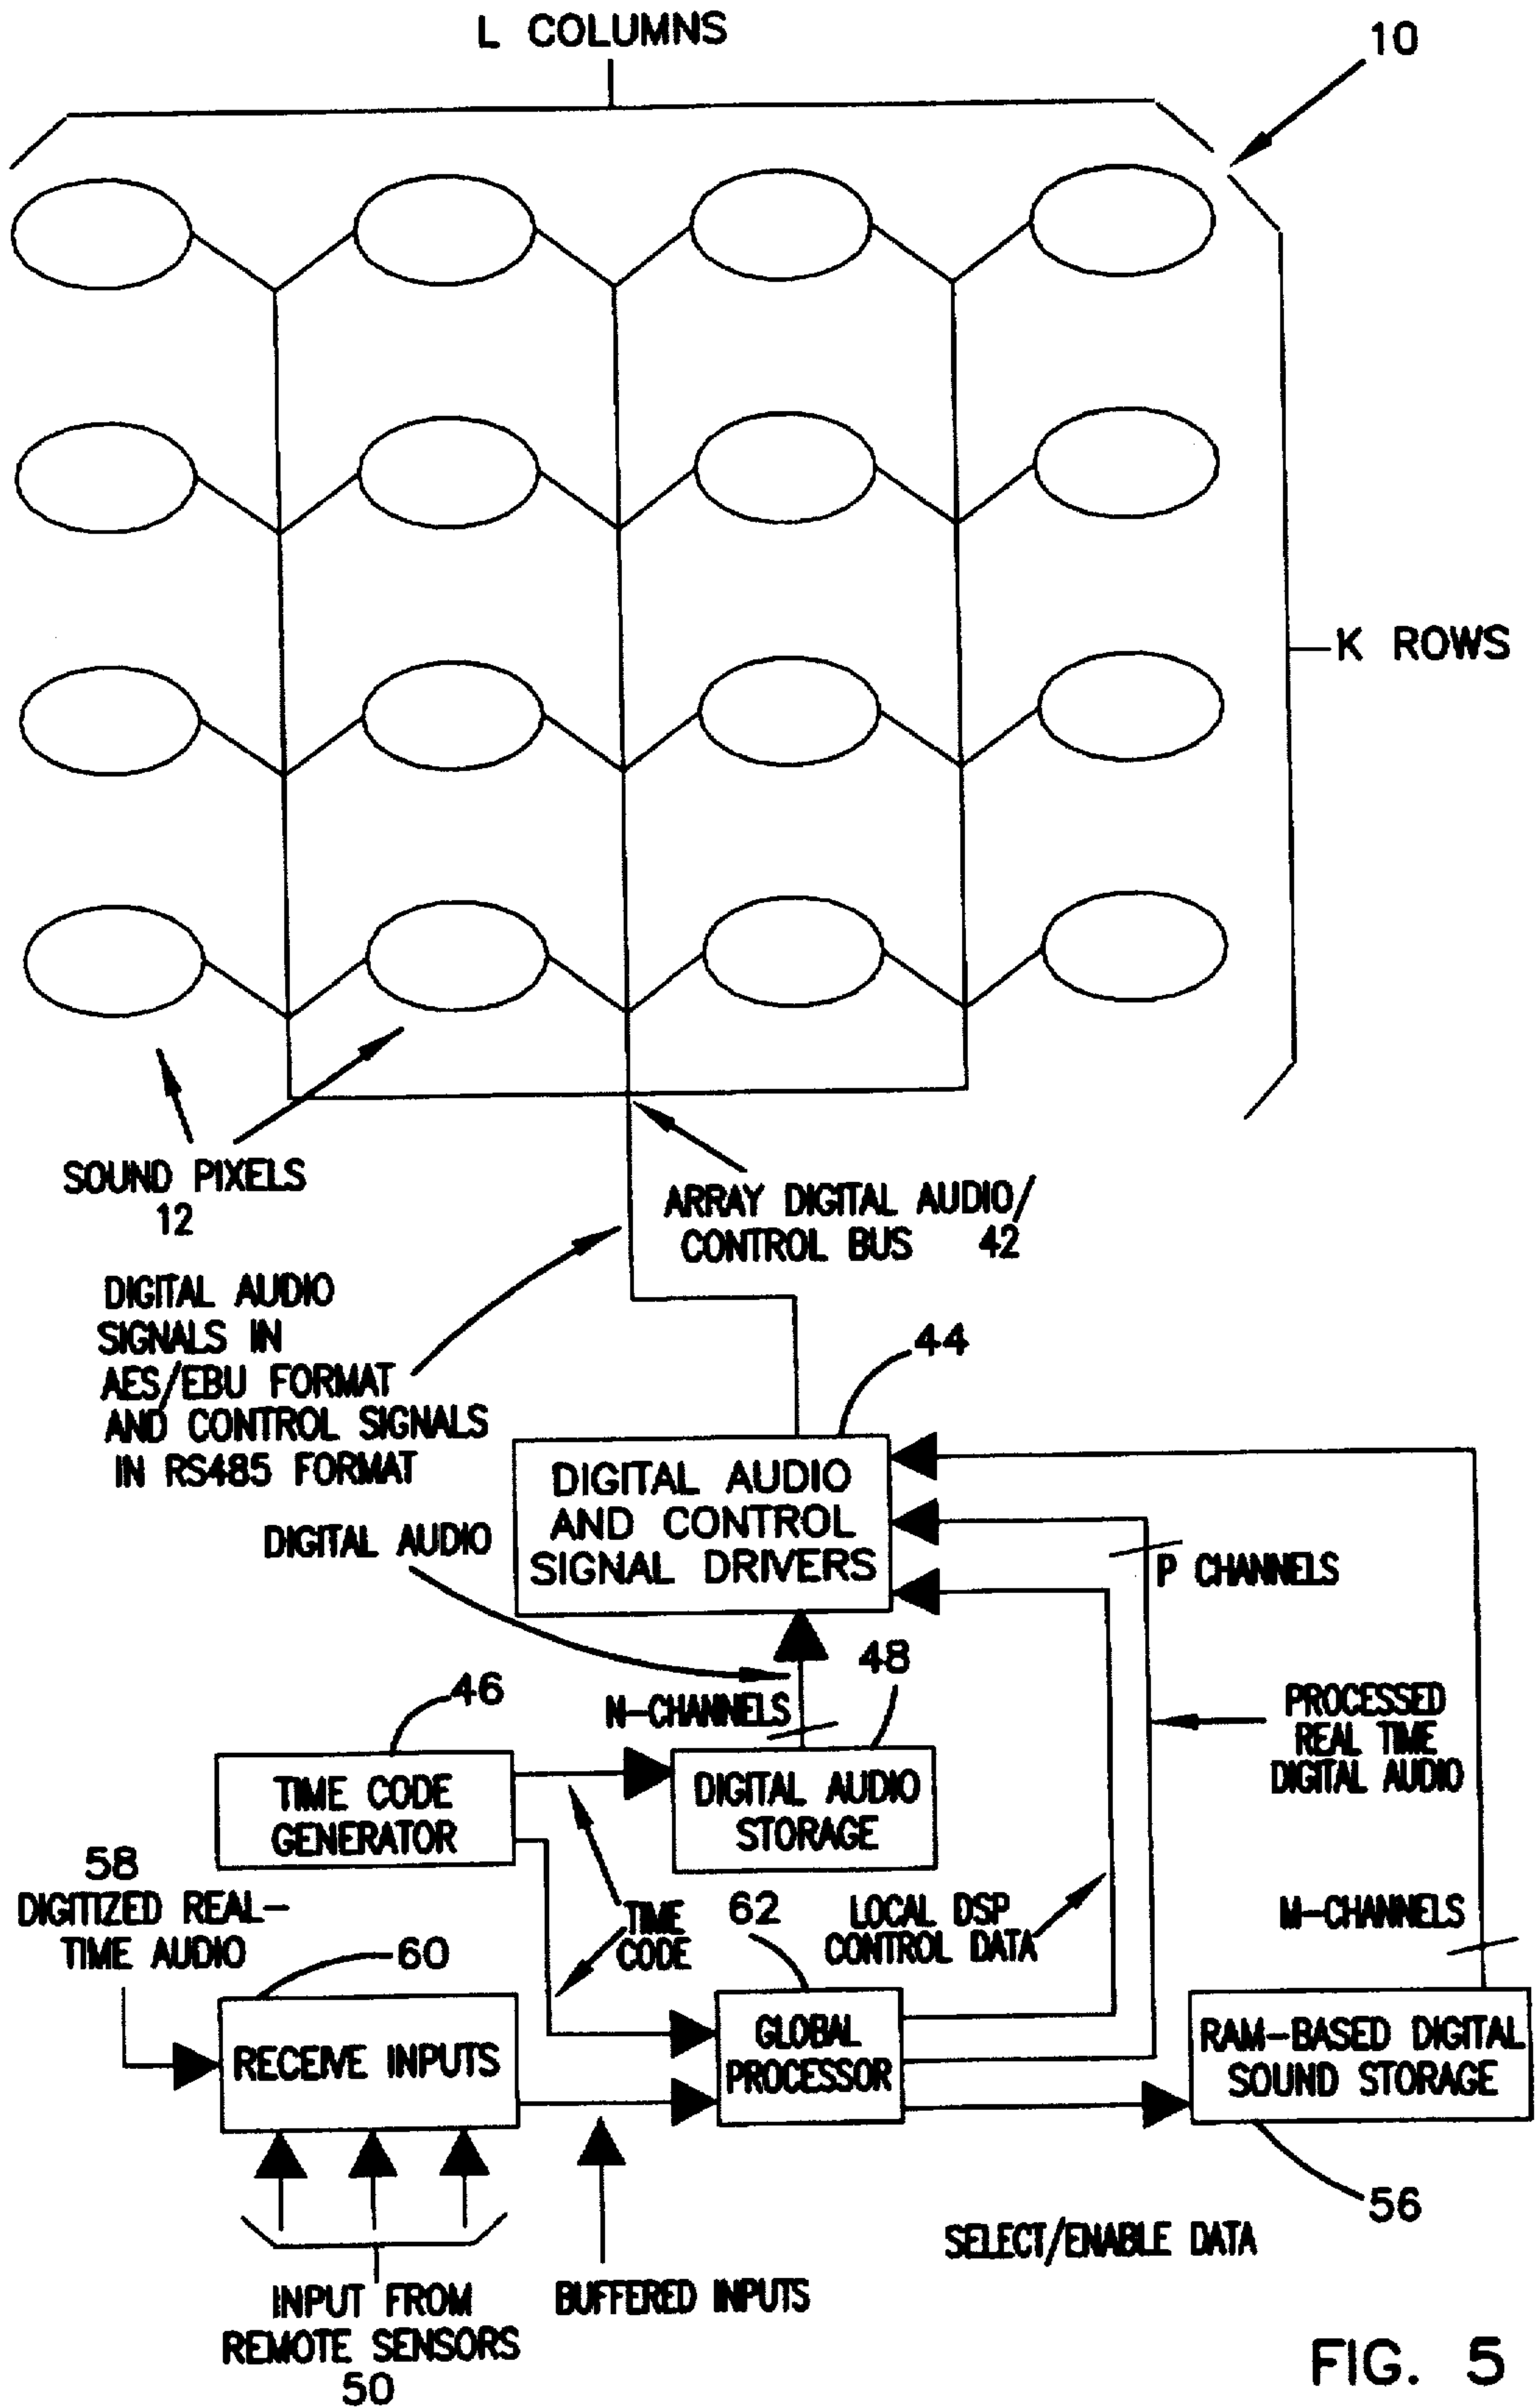 L COLUMNS
10
K ROWS
SOUND PIXELS
12
ARRAY DIGITAL AUDIO/
CONTROL BUS 42
DIGITAL AUDIO
SIGNALS IN
AES/EBU FORMAT
AND CONTROL SIGNALS
IN RS485 FORMAT
44
DIGITAL AUDIO
AND CONTROL
SIGNAL DRIVERS
DIGITAL AUDIO
P CHANNELS
46
N-CHANNELS
48
PROCESSED
REAL TIME
DIGITAL AUDIO
TIME CODE
GENERATOR
DIGITAL AUDIO
STORAGE
58
DIGITIZED REAL-
TIME AUDIO
60
TIME
CODE
62
LOCAL DSP
CONTROL DATA
M-CHANNELS
RECEIVE INPUTS
GLOBAL
PROCESSOR
RAM-BASED DIGITAL
SOUND STORAGE
56
SELECT/ENABLE DATA
INPUT FROM
REMOTE SENSORS
50
BUFFERED INPUTS
FIG. 5